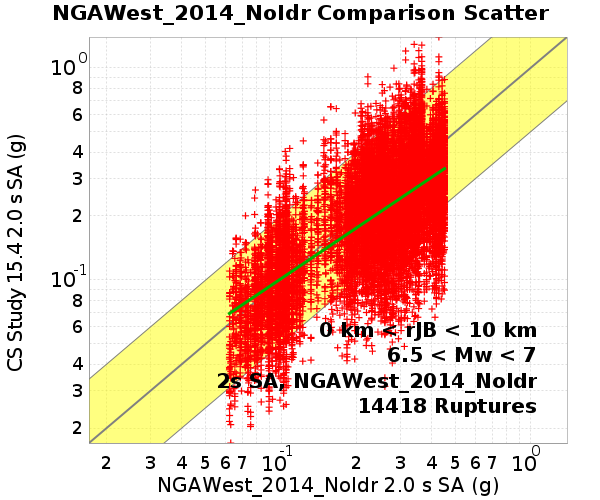 NGAWest_2014_NoIdr Comparison Scatter
CS Study 15.4 2.0 s SA (g)
10^0
8
6
4
3
2
10^-1
8
6
4
3
2
0 km < rJB < 10 km
6.5 < Mw < 7
2s SA, NGAWest_2014_NoIdr
14418 Ruptures
2 3 4 5 6 7 10^-1 2 3 4 5 6 7 10^0
NGAWest_2014_NoIdr 2.0 s SA (g)